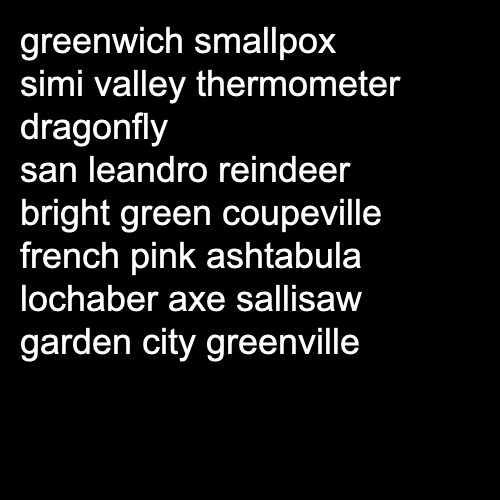 greenwich smallpox
simi valley thermometer
dragonfly
san leandro reindeer
bright green coupeville
french pink ashtabula
lochaber axe sallisaw
garden city greenville